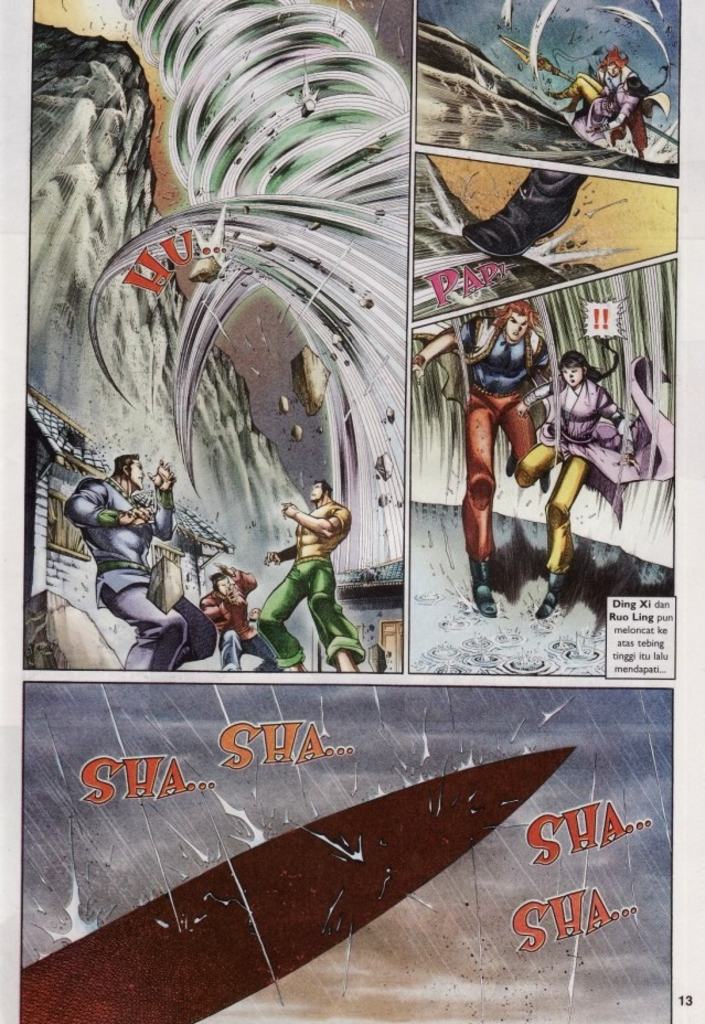 HU...
PAP!
!!
Ding Xi dan
Ruo Ling pun
meloncat ke
atas tebing
tinggi itu lalu
mendapati...
SHA...
SHA...
SHA...
SHA...
13